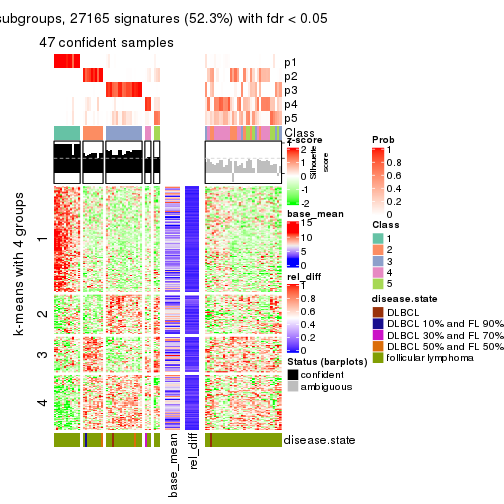 subgroups, 27165 signatures (52.3%) with fdr < 0.05
47 confident samples
p1
p2
p3
p4
p5
Class
1
0
Silhouette
score
k-means with 4 groups
1
2
3
4
base_mean
rel_diff
disease.state
z-score
2
1
0
-1
-2
base_mean
15
10
5
0
rel_diff
1
0.8
0.6
0.4
0.2
0
Status (barplots)
confident
ambiguous
Prob
1
0.8
0.6
0.4
0.2
0
Class
1
2
3
4
5
disease.state
DLBCL
DLBCL 10% and FL 90%
DLBCL 30% and FL 70%
DLBCL 50% and FL 50%
follicular lymphoma